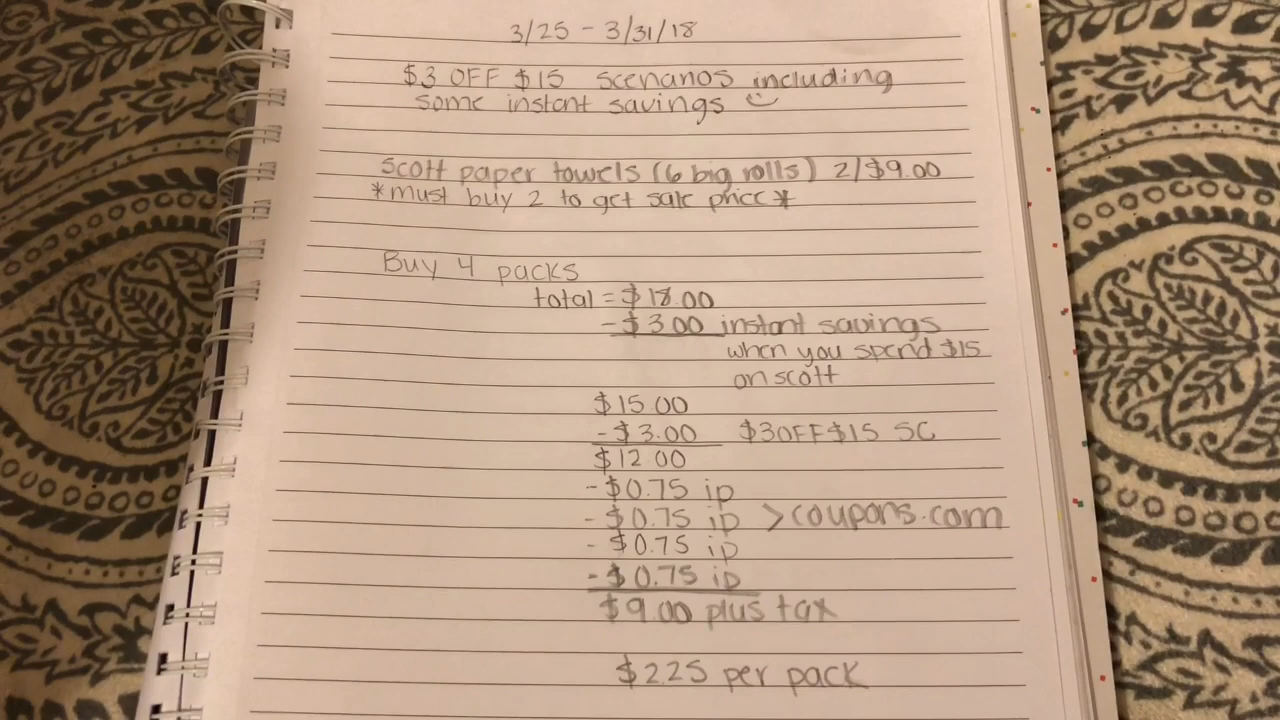 3/25 - 3/31/18
$3 OFF $15 scenarios including
some instant savings
Scott paper towels (6 big rolls) 2/$9.00
*must buy 2 to get sale price*
Buy 4 packs
total = $18.00
- $3.00 instant savings
when you spend $15
on scott
$15.00
- $3.00 $3OFF$15 SC
$12.00
- $0.75 ip
- $0.75 ip > coupons.com
- $0.75 ip
- $0.75 ip
$9.00 plus tax
$2.25 per pack